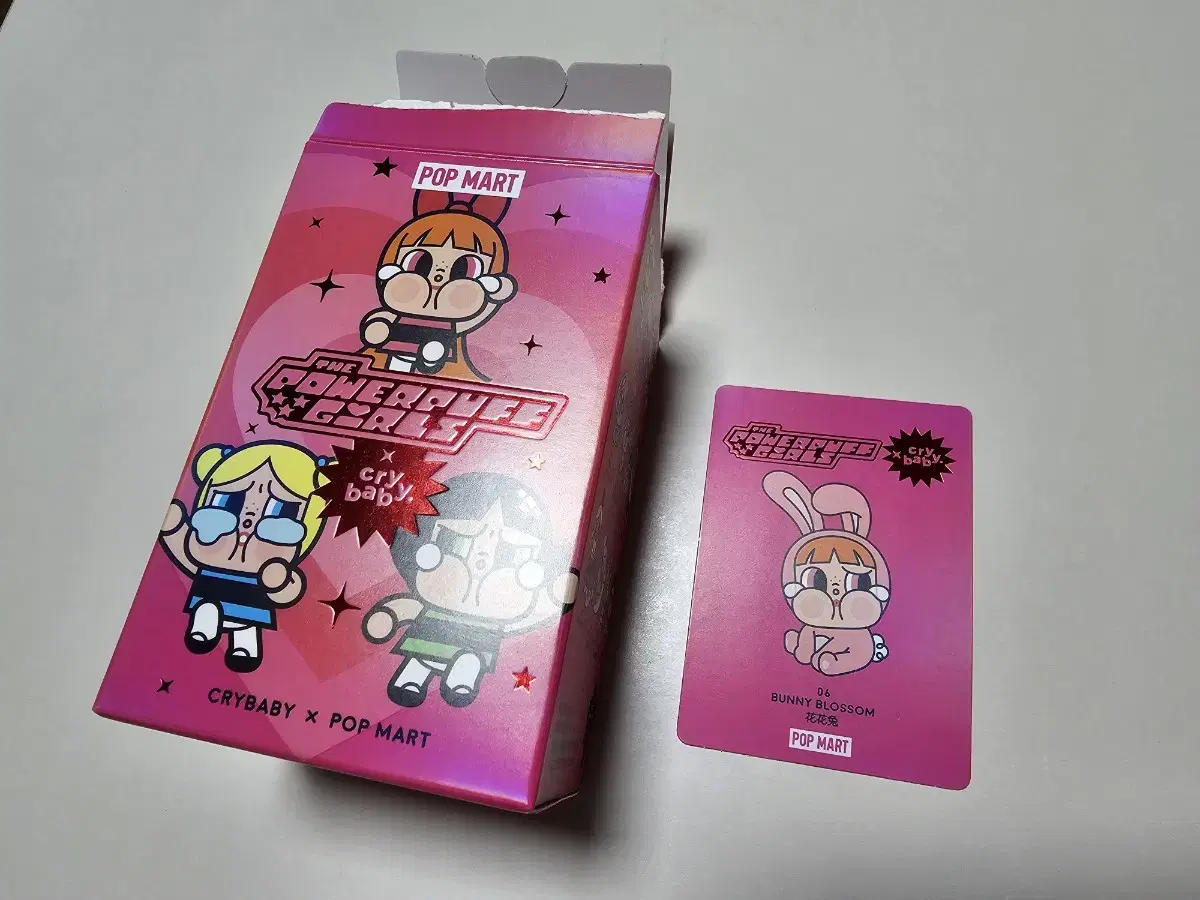 POP MART
THE
POWERPUFF
GIRLS
× cry
baby.
CRYBABY × POP MART
THE
POWERPUFF
GIRLS
× cry
baby.
06
BUNNY BLOSSOM
花花兔
POP MART